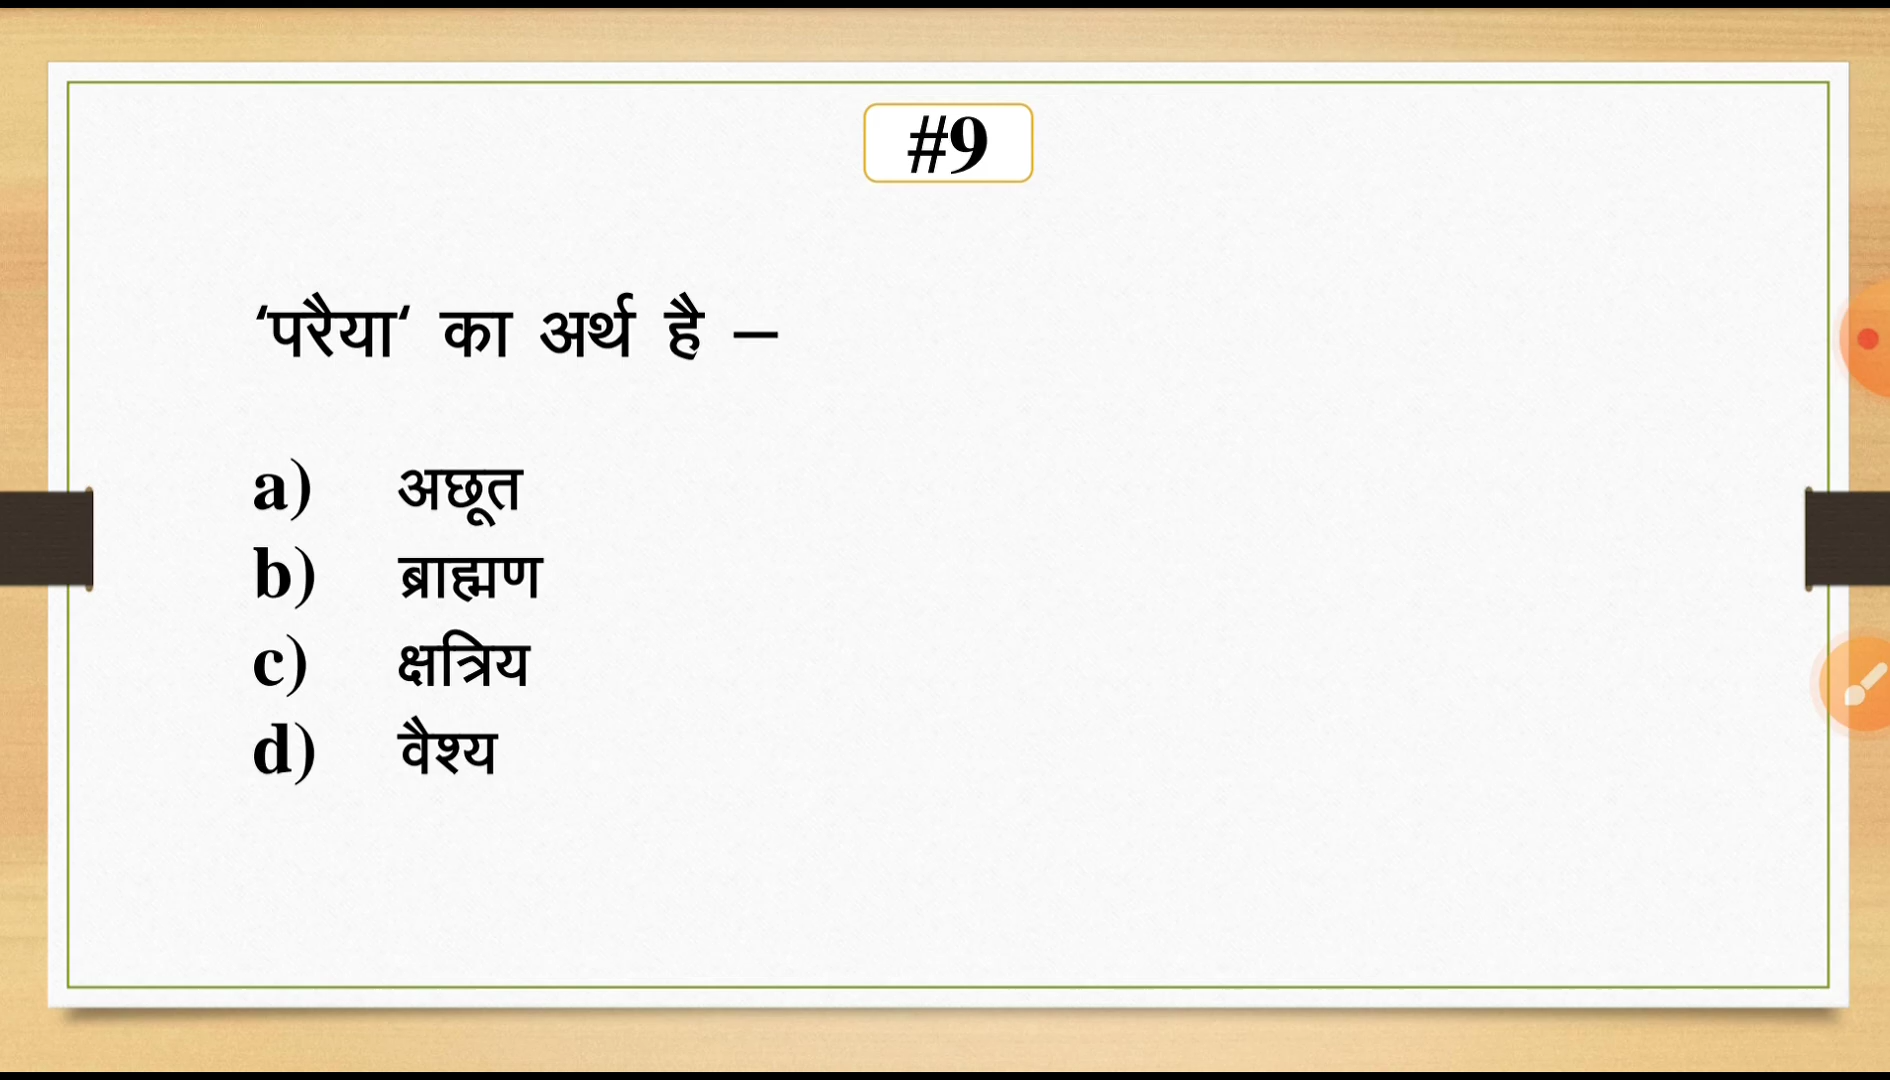 #9
‘परैया‘ का अर्थ है –
a) अछूत
b) ब्राह्मण
c) क्षत्रिय
d) वैश्य